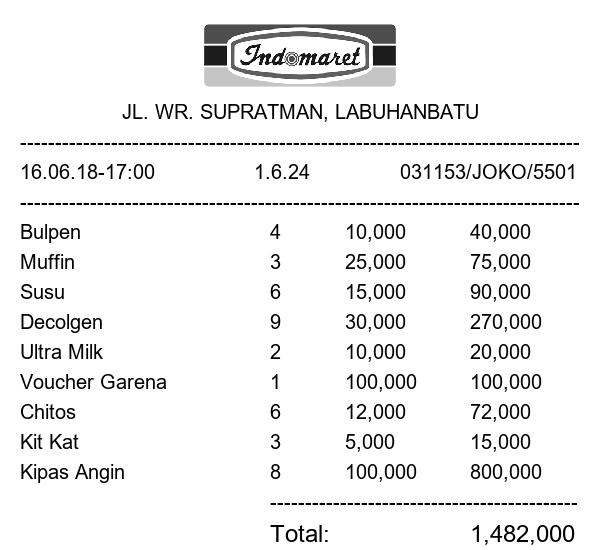 Indomaret
JL. WR. SUPRATMAN, LABUHANBATU
--------------------------------------------------------------------------------
16.06.18-17:00 1.6.24 031153/JOKO/5501
--------------------------------------------------------------------------------
Bulpen 4 10,000 40,000
Muffin 3 25,000 75,000
Susu 6 15,000 90,000
Decolgen 9 30,000 270,000
Ultra Milk 2 10,000 20,000
Voucher Garena 1 100,000 100,000
Chitos 6 12,000 72,000
Kit Kat 3 5,000 15,000
Kipas Angin 8 100,000 800,000
--------------------------------------------
Total: 1,482,000